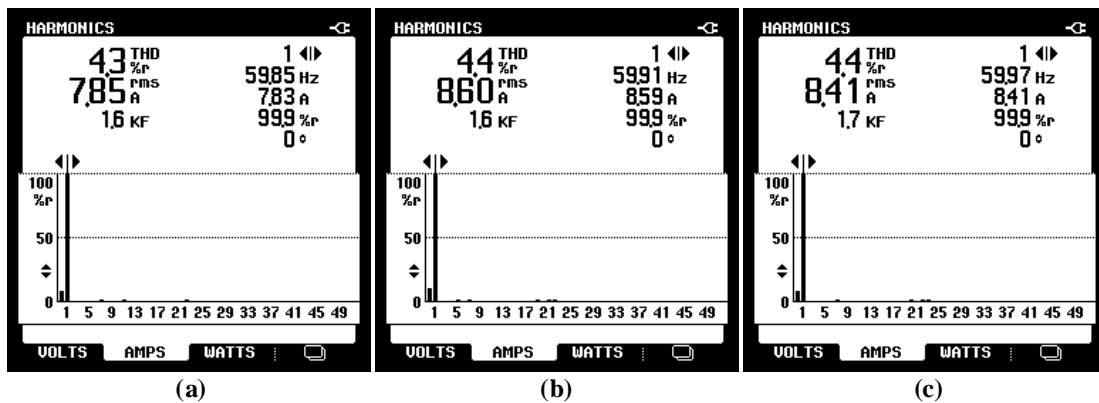 HARMONICS
4.3 THD %r
7.85 rms A
1.6 KF
1
59.85 Hz
7.83 A
99.9 %r
0 °
100
%r
50
0
1 5 9 13 17 21 25 29 33 37 41 45 49
VOLTS AMPS WATTS
(a)
HARMONICS
4.4 THD %r
8.60 rms A
1.6 KF
1
59.91 Hz
8.59 A
99.9 %r
0 °
100
%r
50
0
1 5 9 13 17 21 25 29 33 37 41 45 49
VOLTS AMPS WATTS
(b)
HARMONICS
4.4 THD %r
8.41 rms A
1.7 KF
1
59.97 Hz
8.41 A
99.9 %r
0 °
100
%r
50
0
1 5 9 13 17 21 25 29 33 37 41 45 49
VOLTS AMPS WATTS
(c)